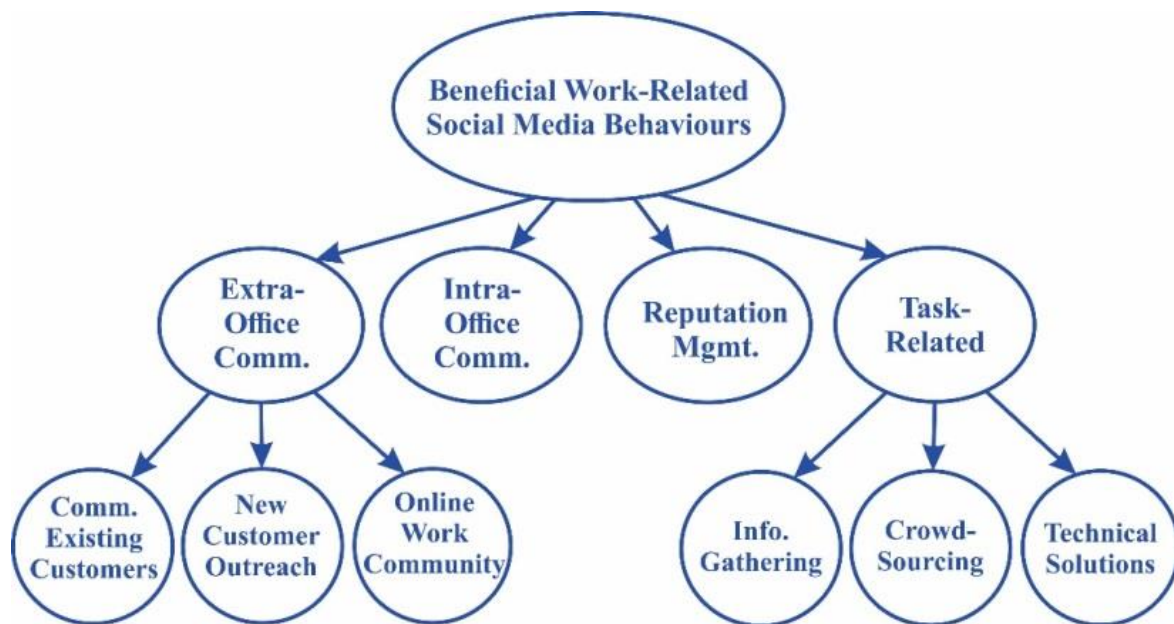 Beneficial Work-Related
Social Media Behaviours
Extra-
Office
Comm.
Intra-
Office
Comm.
Reputation
Mgmt.
Task-
Related
Comm.
Existing
Customers
New
Customer
Outreach
Online
Work
Community
Info.
Gathering
Crowd-
Sourcing
Technical
Solutions